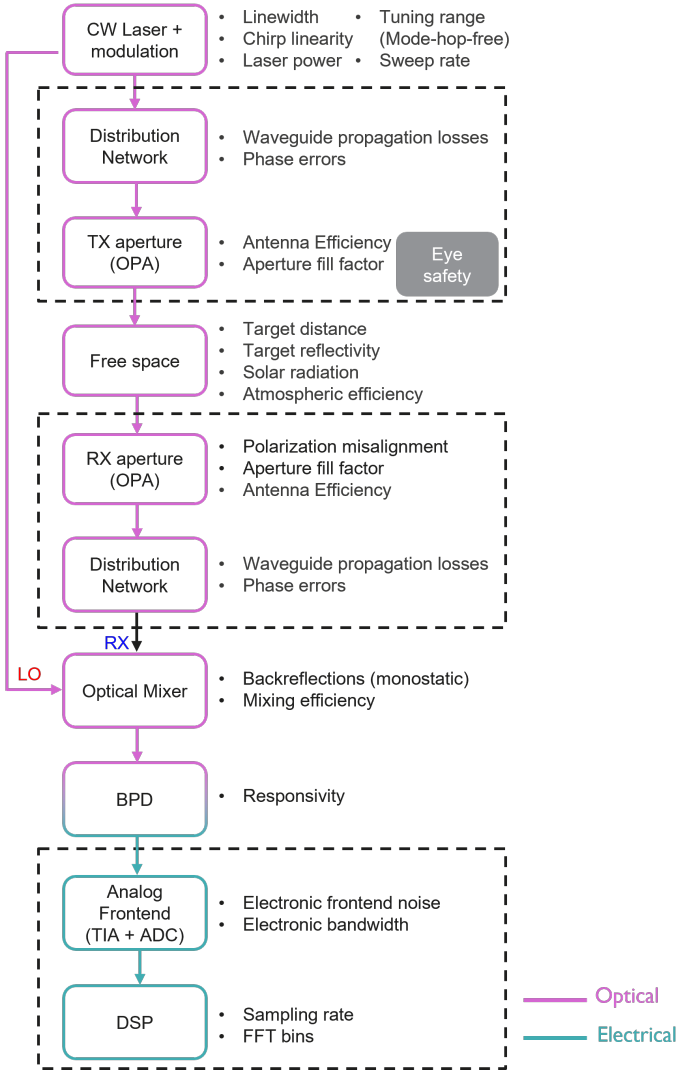 CW Laser +
modulation
• Linewidth
• Chirp linearity
• Laser power
• Tuning range
(Mode-hop-free)
• Sweep rate
Distribution
Network
• Waveguide propagation losses
• Phase errors
TX aperture
(OPA)
• Antenna Efficiency
• Aperture fill factor
Eye
safety
Free space
• Target distance
• Target reflectivity
• Solar radiation
• Atmospheric efficiency
RX aperture
(OPA)
• Polarization misalignment
• Aperture fill factor
• Antenna Efficiency
Distribution
Network
• Waveguide propagation losses
• Phase errors
RX
LO
Optical Mixer
• Backreflections (monostatic)
• Mixing efficiency
BPD
• Responsivity
Analog
Frontend
(TIA + ADC)
• Electronic frontend noise
• Electronic bandwidth
DSP
• Sampling rate
• FFT bins
Optical
Electrical